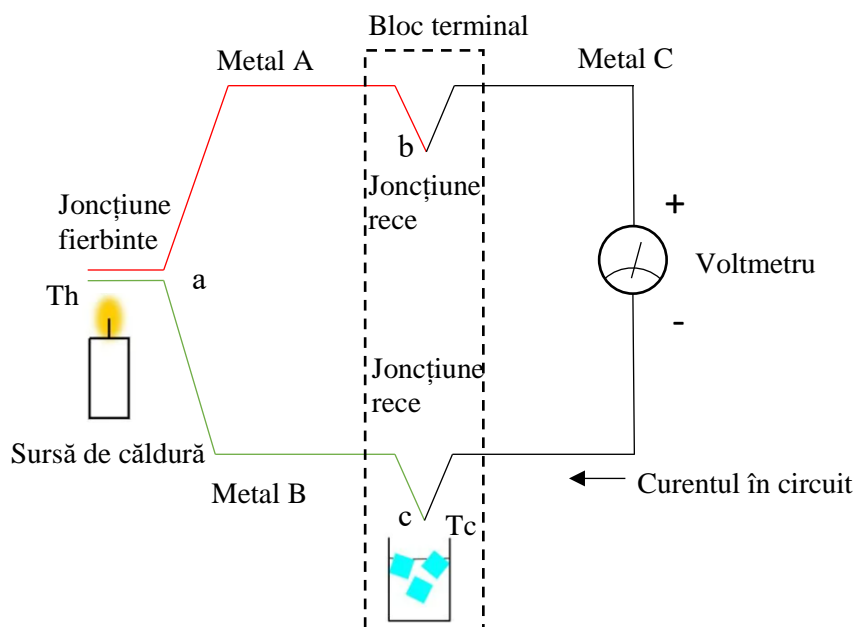 Bloc terminal
Metal A
Metal C
b
Joncțiune
rece
Joncțiune
fierbinte
+
a
Th
Voltmetru
-
Joncțiune
rece
Sursă de căldură
Metal B
Curentul în circuit
c
Tc